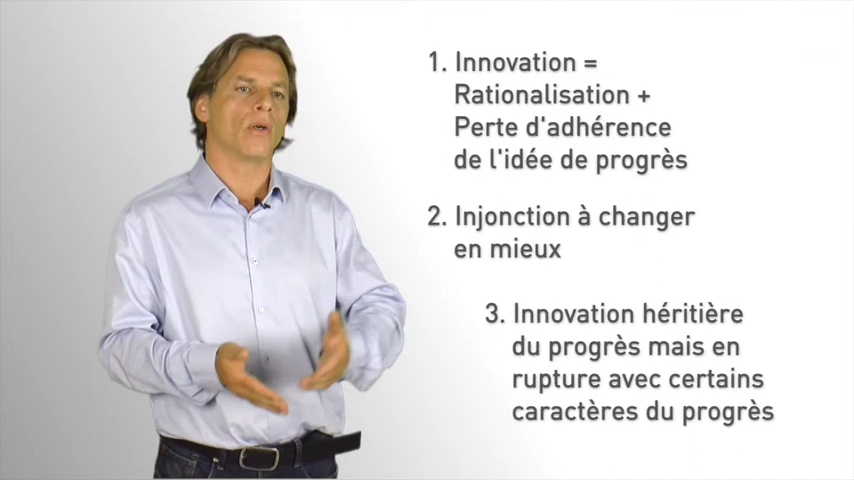 1. Innovation =
Rationalisation +
Perte d'adhérence
de l'idée de progrès
2. Injonction à changer
en mieux
3. Innovation héritière
du progrès mais en
rupture avec certains
caractères du progrès